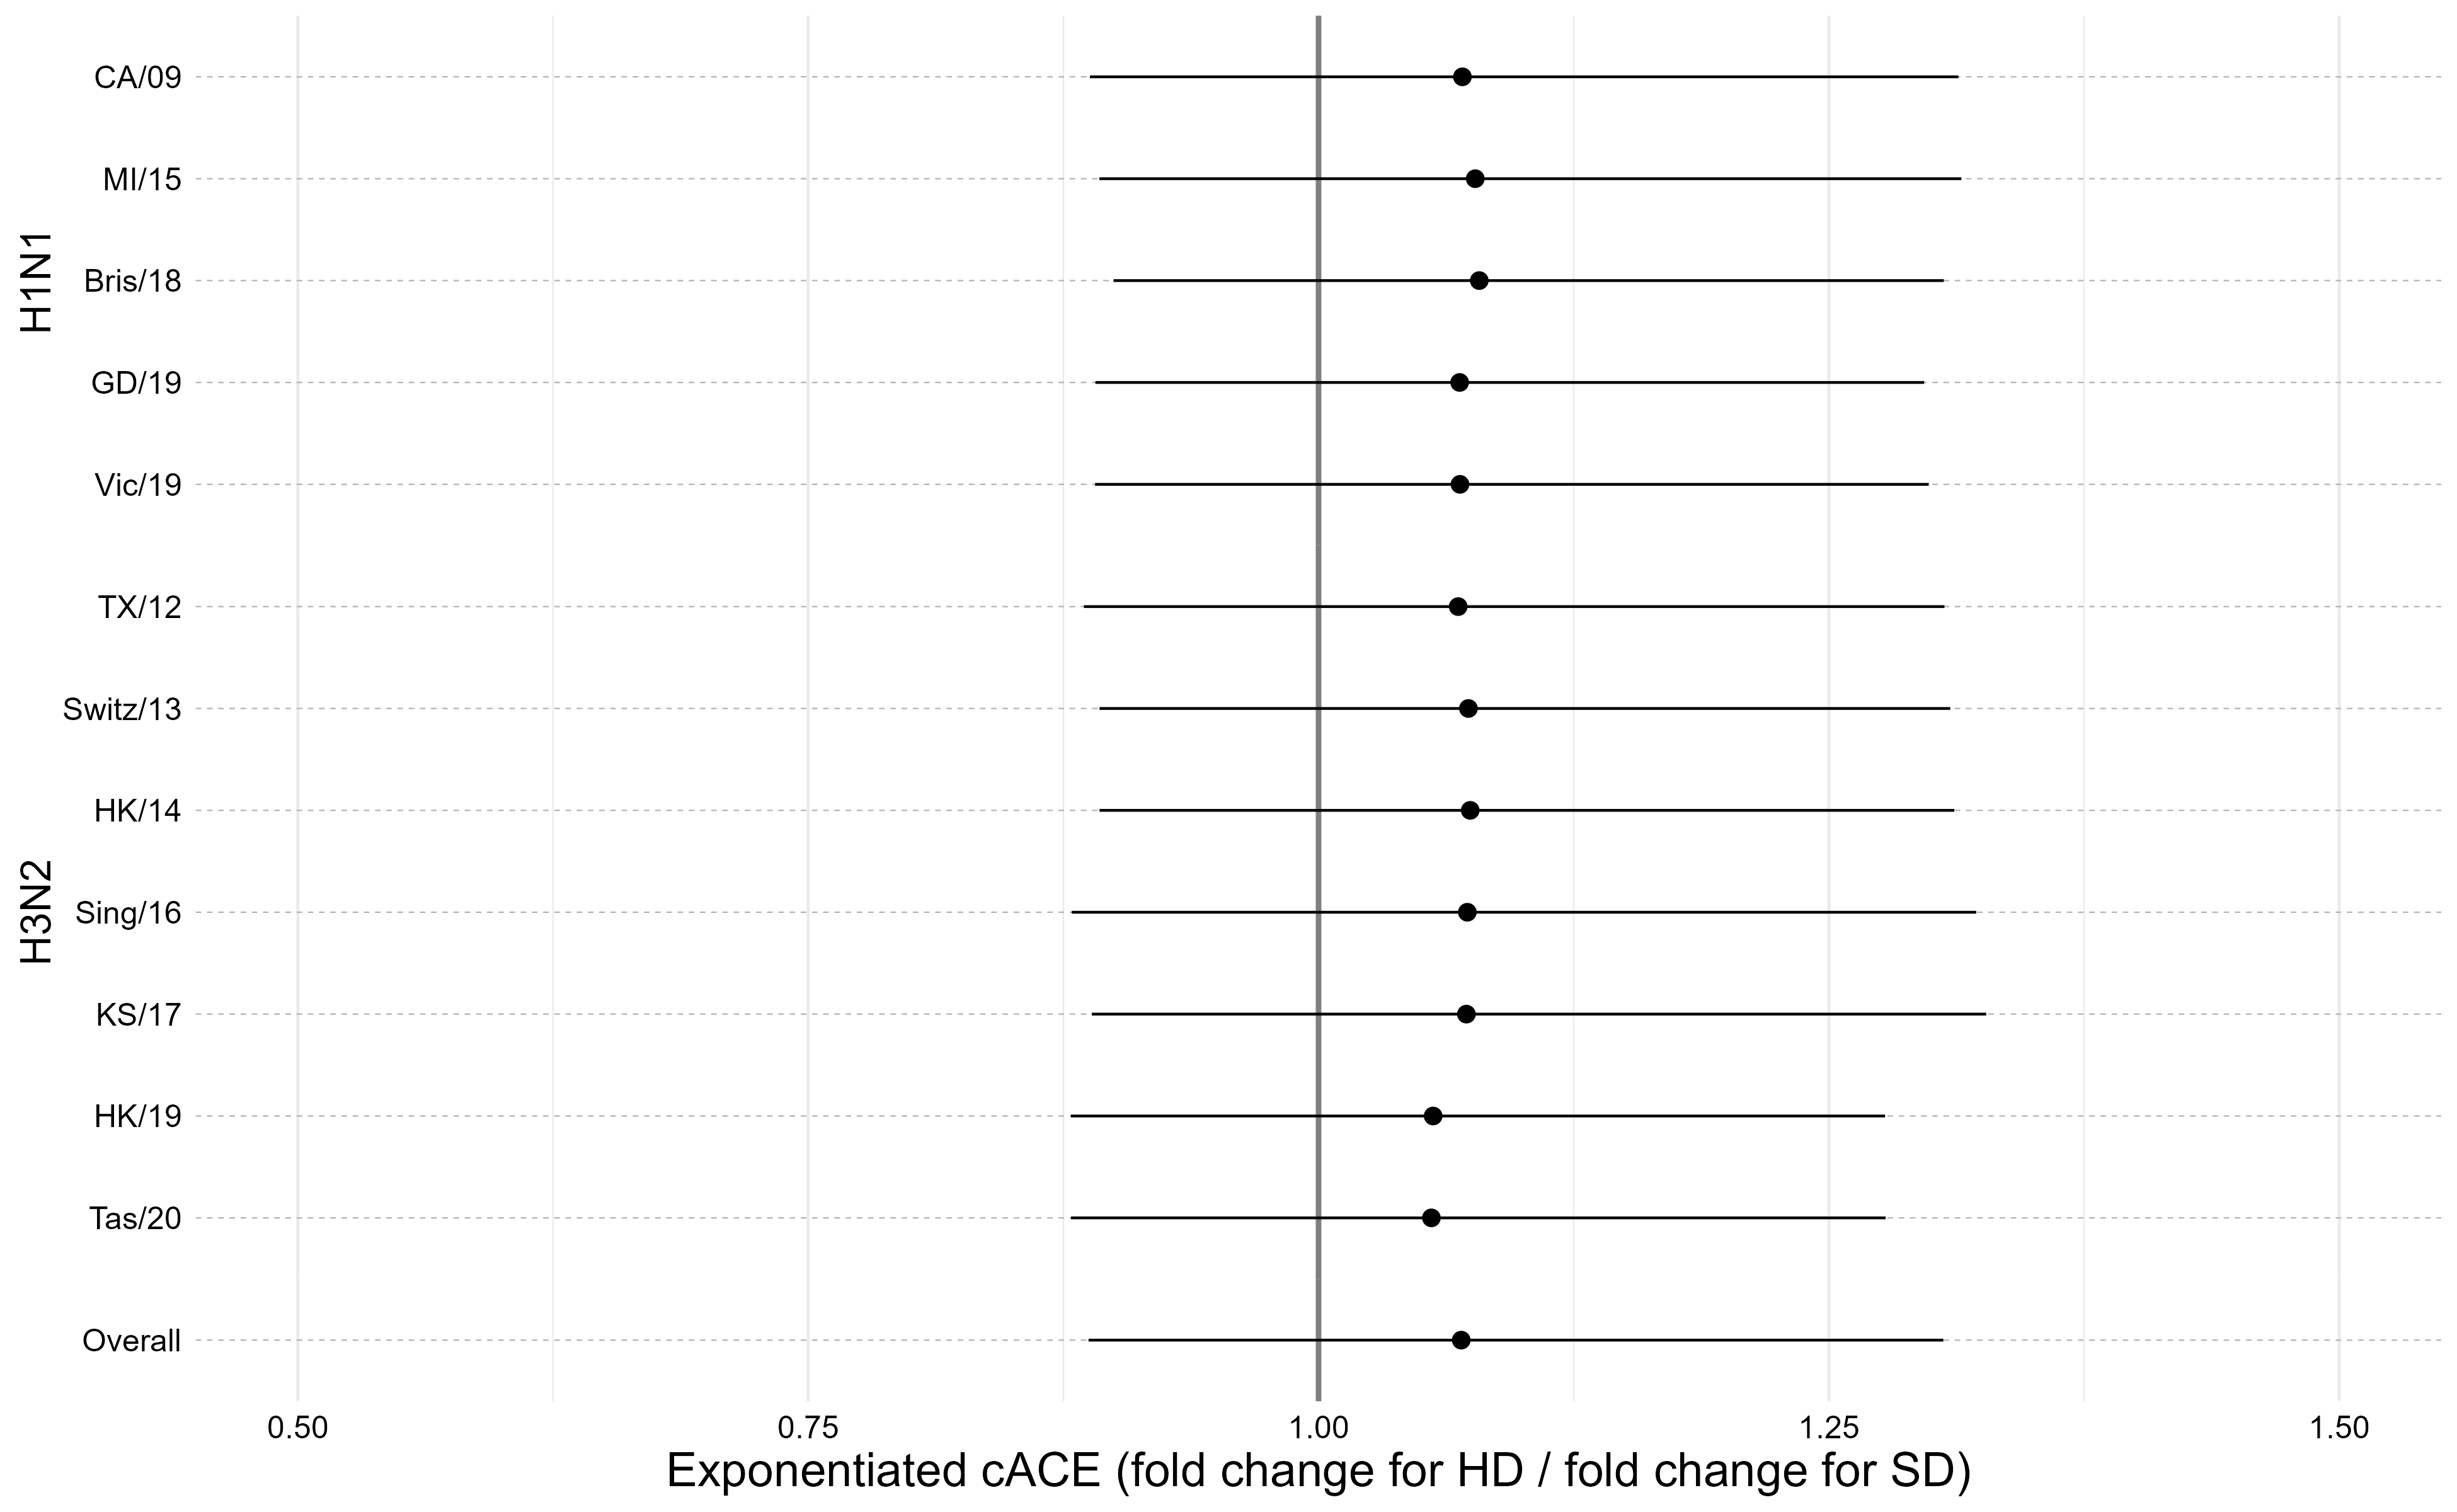 H1N1
CA/09
MI/15
Bris/18
GD/19
Vic/19
H3N2
TX/12
Switz/13
HK/14
Sing/16
KS/17
HK/19
Tas/20
Overall
0.50 0.75 1.00 1.25 1.50
Exponentiated cACE (fold change for HD / fold change for SD)